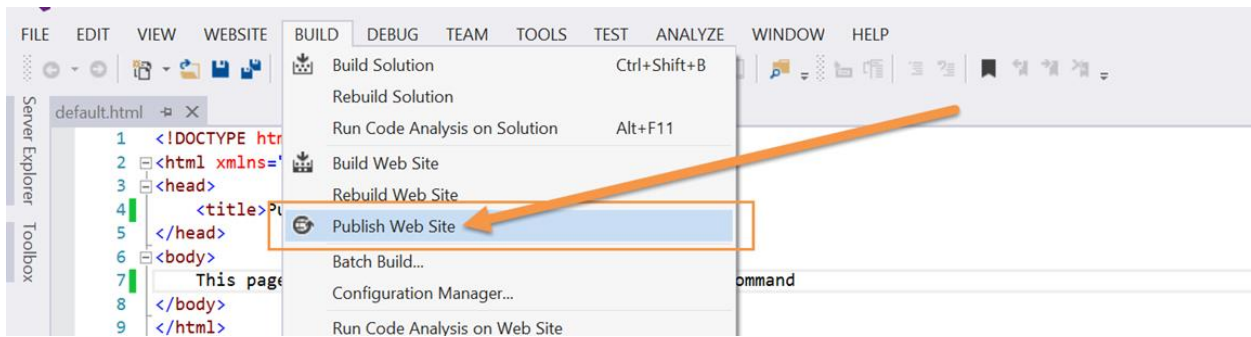 FILE EDIT VIEW WEBSITE BUILD DEBUG TEAM TOOLS TEST ANALYZE WINDOW HELP
Build Solution Ctrl+Shift+B
Rebuild Solution
Run Code Analysis on Solution Alt+F11
Build Web Site
Rebuild Web Site
Publish Web Site
Batch Build...
Configuration Manager...
Run Code Analysis on Web Site
Server Explorer
Toolbox
default.html
1 <!DOCTYPE htm
2 <html xmlns="
3 <head>
4 <title>Pu
5 </head>
6 <body>
7 This page ommand
8 </body>
9 </html>